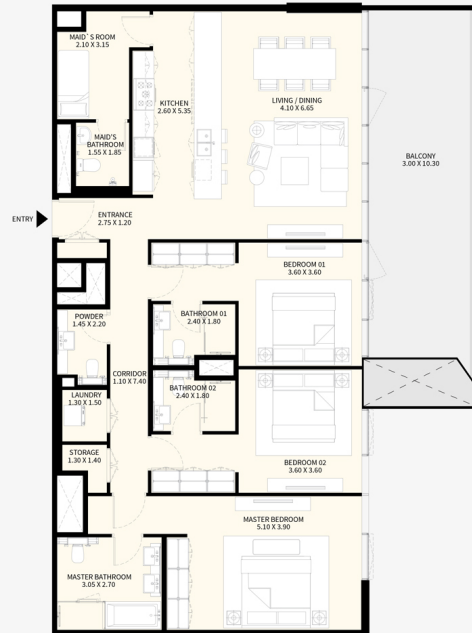 MAID`S ROOM
2.10 X 3.15
KITCHEN
2.60 X 5.35
LIVING / DINING
4.10 X 6.65
MAID'S
BATHROOM
1.55 X 1.85
BALCONY
3.00 X 10.30
ENTRY
ENTRANCE
2.75 X 1.20
BEDROOM 01
3.60 X 3.60
POWDER
1.45 X 2.20
BATHROOM 01
2.40 X 1.80
CORRIDOR
1.10 X 7.40
BATHROOM 02
2.40 X 1.80
LAUNDRY
1.30 X 1.50
STORAGE
1.30 X 1.40
BEDROOM 02
3.60 X 3.60
MASTER BEDROOM
5.10 X 3.90
MASTER BATHROOM
3.05 X 2.70